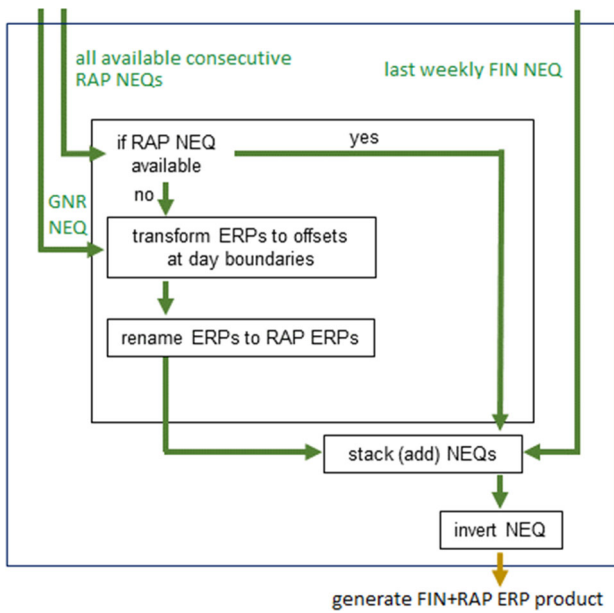 all available consecutive
RAP NEQs
last weekly FIN NEQ
if RAP NEQ
available
yes
no
GNR
NEQ
transform ERPs to offsets
at day boundaries
rename ERPs to RAP ERPs
stack (add) NEQs
invert NEQ
generate FIN+RAP ERP product